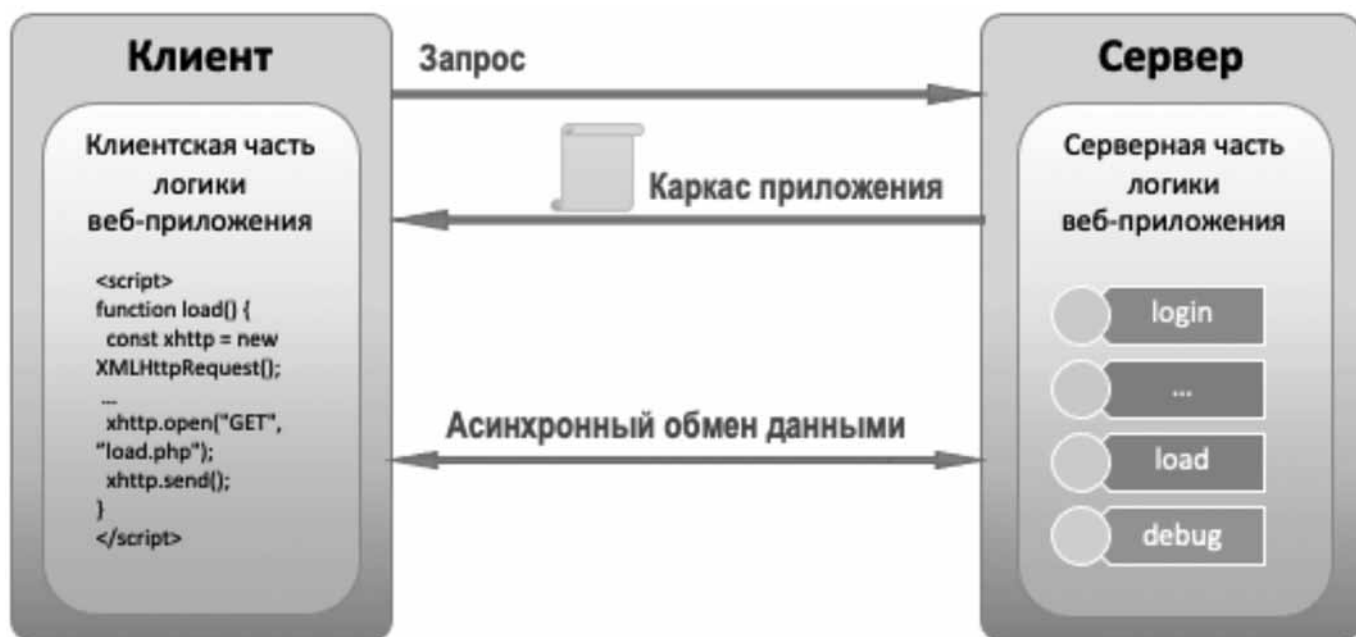 Клиент
Клиентская часть
логики
веб-приложения
<script>
function load() {
const xhttp = new
XMLHttpRequest();
...
xhttp.open("GET",
"load.php");
xhttp.send();
}
</script>
Запрос
Каркас приложения
Асинхронный обмен данными
Сервер
Серверная часть
логики
веб-приложения
login
...
load
debug